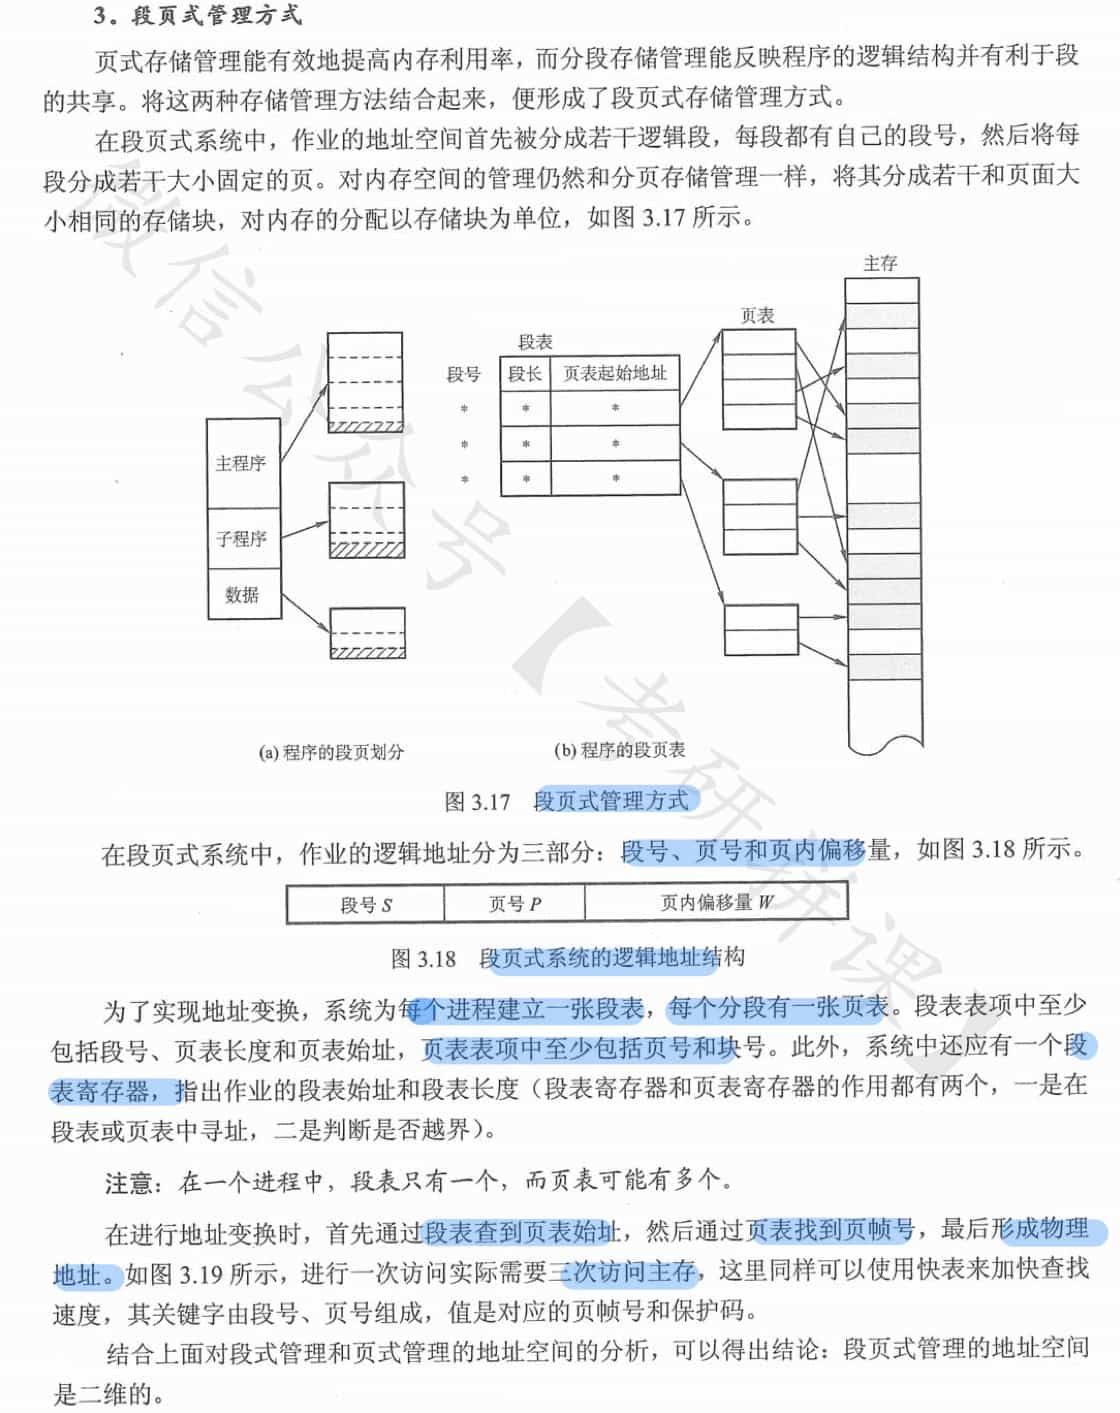 3。段页式管理方式
页式存储管理能有效地提高内存利用率，而分段存储管理能反映程序的逻辑结构并有利于段
的共享。将这两种存储管理方法结合起来，便形成了段页式存储管理方式。
在段页式系统中，作业的地址空间首先被分成若干逻辑段，每段都有自己的段号，然后将每
段分成若干大小固定的页。对内存空间的管理仍然和分页存储管理一样，将其分成若干和页面大
小相同的存储块，对内存的分配以存储块为单位，如图 3.17 所示。
主存
页表
段表
段号 段长 页表起始地址
* * *
* * *
* * *
主程序
子程序
数据
(a) 程序的段页划分
(b) 程序的段页表
图 3.17 段页式管理方式
在段页式系统中，作业的逻辑地址分为三部分：段号、页号和页内偏移量，如图 3.18 所示。
段号 S 页号 P 页内偏移量 W
图 3.18 段页式系统的逻辑地址结构
为了实现地址变换，系统为每个进程建立一张段表，每个分段有一张页表。段表表项中至少
包括段号、页表长度和页表始址，页表表项中至少包括页号和块号。此外，系统中还应有一个段
表寄存器，指出作业的段表始址和段表长度（段表寄存器和页表寄存器的作用都有两个，一是在
段表或页表中寻址，二是判断是否越界）。
注意：在一个进程中，段表只有一个，而页表可能有多个。
在进行地址变换时，首先通过段表查到页表始址，然后通过页表找到页帧号，最后形成物理
地址。如图 3.19 所示，进行一次访问实际需要三次访问主存，这里同样可以使用快表来加快查找
速度，其关键字由段号、页号组成，值是对应的页帧号和保护码。
结合上面对段式管理和页式管理的地址空间的分析，可以得出结论：段页式管理的地址空间
是二维的。
微信公众号【考研拼课】